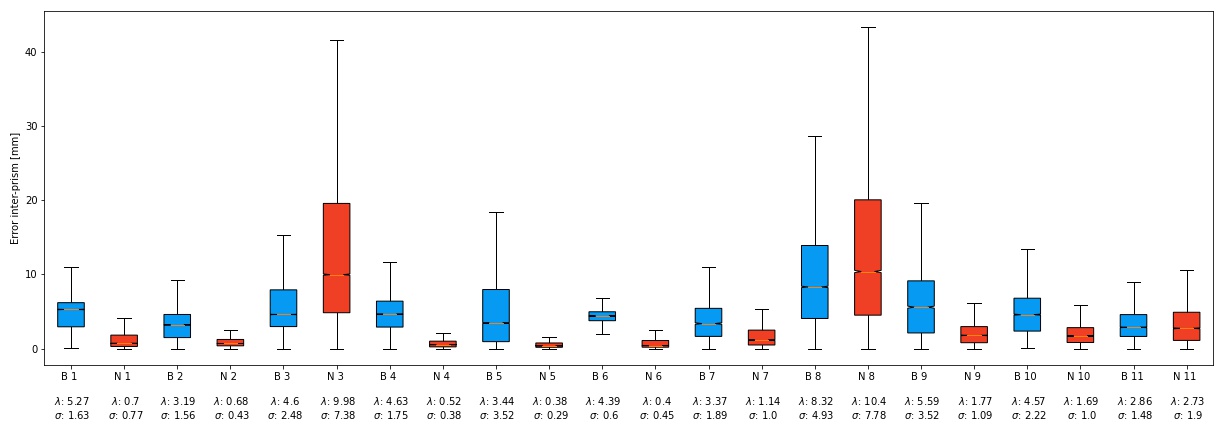 40
30
20
10
0
Error inter-prism [mm]
B 1 N 1 B 2 N 2 B 3 N 3 B 4 N 4 B 5 N 5 B 6 N 6 B 7 N 7 B 8 N 8 B 9 N 9 B 10 N 10 B 11 N 11
λ: 5.27 λ: 0.7 λ: 3.19 λ: 0.68 λ: 4.6 λ: 9.98 λ: 4.63 λ: 0.52 λ: 3.44 λ: 0.38 λ: 4.39 λ: 0.4 λ: 3.37 λ: 1.14 λ: 8.32 λ: 10.4 λ: 5.59 λ: 1.77 λ: 4.57 λ: 1.69 λ: 2.86 λ: 2.73
σ: 1.63 σ: 0.77 σ: 1.56 σ: 0.43 σ: 2.48 σ: 7.38 σ: 1.75 σ: 0.38 σ: 3.52 σ: 0.29 σ: 0.6 σ: 0.45 σ: 1.89 σ: 1.0 σ: 4.93 σ: 7.78 σ: 3.52 σ: 1.09 σ: 2.22 σ: 1.0 σ: 1.48 σ: 1.9